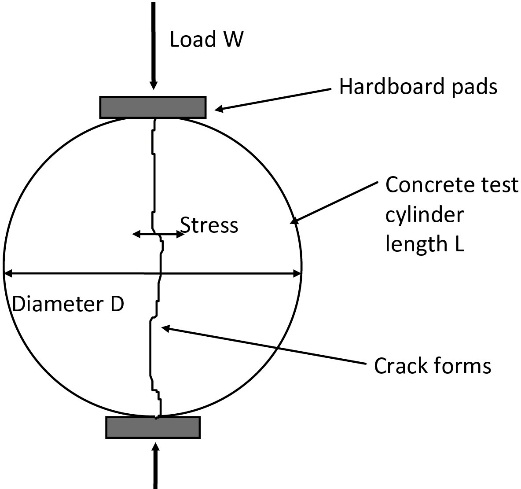 Load W
Hardboard pads
Concrete test
cylinder
length L
Stress
Diameter D
Crack forms